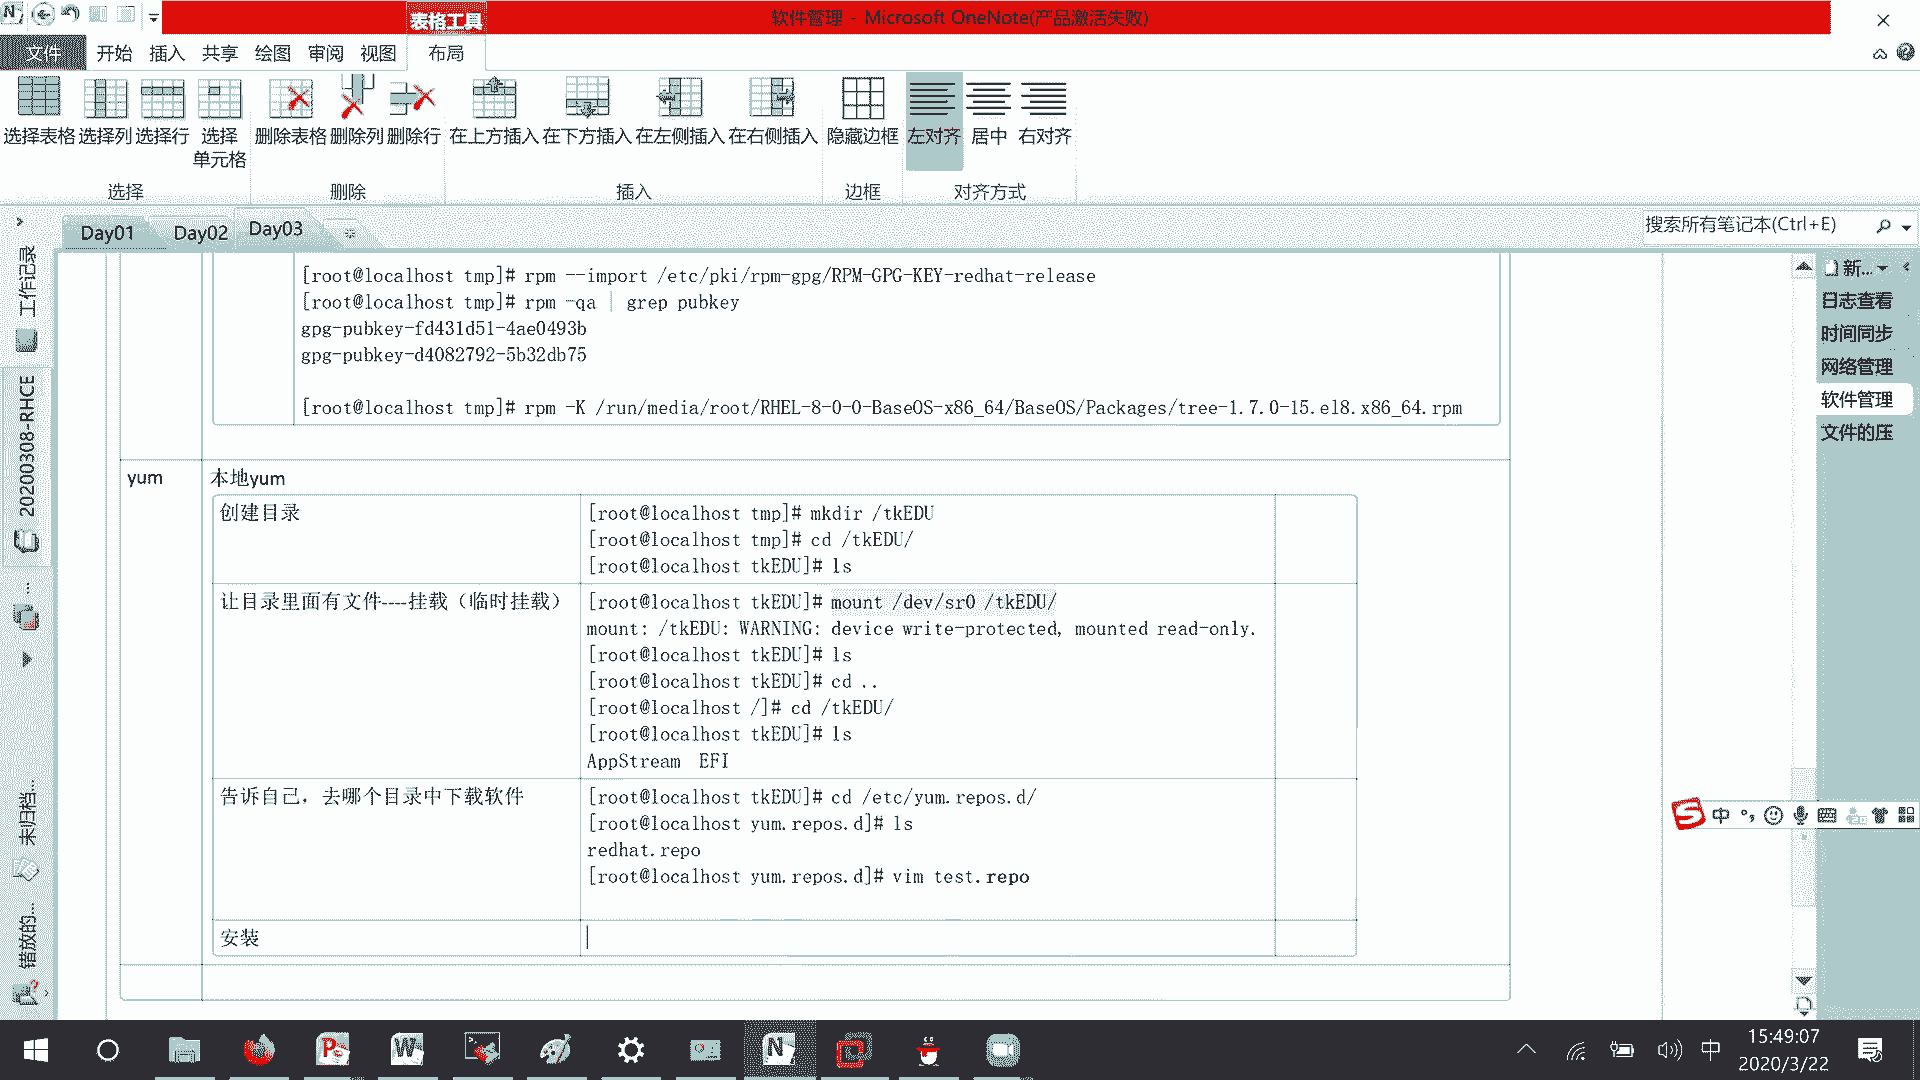 表格工具
软件管理 - Microsoft OneNote(产品激活失败)
文件 开始 插入 共享 绘图 审阅 视图 布局
选择表格 选择列 选择行 选择单元格 删除表格 删除列 删除行 在上方插入 在下方插入 在左侧插入 在右侧插入 隐藏边框 左对齐 居中 右对齐
选择 删除 插入 边框 对齐方式
Day01 Day02 Day03
搜索所有笔记本(Ctrl+E)
工作记录
20200308-RHCE
...
未归档...
错放的...
[root@localhost tmp]# rpm --import /etc/pki/rpm-gpg/RPM-GPG-KEY-redhat-release
[root@localhost tmp]# rpm -qa | grep pubkey
gpg-pubkey-fd431d51-4ae0493b
gpg-pubkey-d4082792-5b32db75
[root@localhost tmp]# rpm -K /run/media/root/RHEL-8-0-0-BaseOS-x86_64/BaseOS/Packages/tree-1.7.0-15.el8.x86_64.rpm
yum
本地yum
创建目录
[root@localhost tmp]# mkdir /tkEDU
[root@localhost tmp]# cd /tkEDU/
[root@localhost tkEDU]# ls
让目录里面有文件----挂载（临时挂载）
[root@localhost tkEDU]# mount /dev/sr0 /tkEDU/
mount: /tkEDU: WARNING: device write-protected, mounted read-only.
[root@localhost tkEDU]# ls
[root@localhost tkEDU]# cd ..
[root@localhost /]# cd /tkEDU/
[root@localhost tkEDU]# ls
AppStream EFI
告诉自己，去哪个目录中下载软件
[root@localhost tkEDU]# cd /etc/yum.repos.d/
[root@localhost yum.repos.d]# ls
redhat.repo
[root@localhost yum.repos.d]# vim test.repo
安装
新...
日志查看
时间同步
网络管理
软件管理
文件的压
中
中
15:49:07
2020/3/22